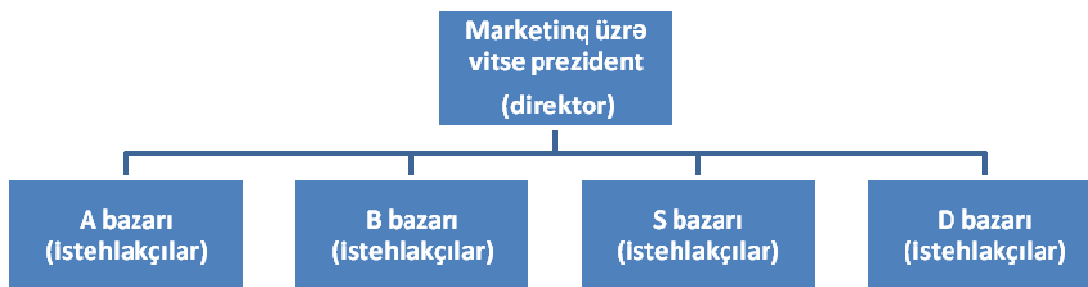 Marketinq üzrə
vitse prezident
(direktor)
A bazarı
(İstehlakçılar)
B bazarı
(İstehlakçılar)
S bazarı
(İstehlakçılar)
D bazarı
(İstehlakçılar)